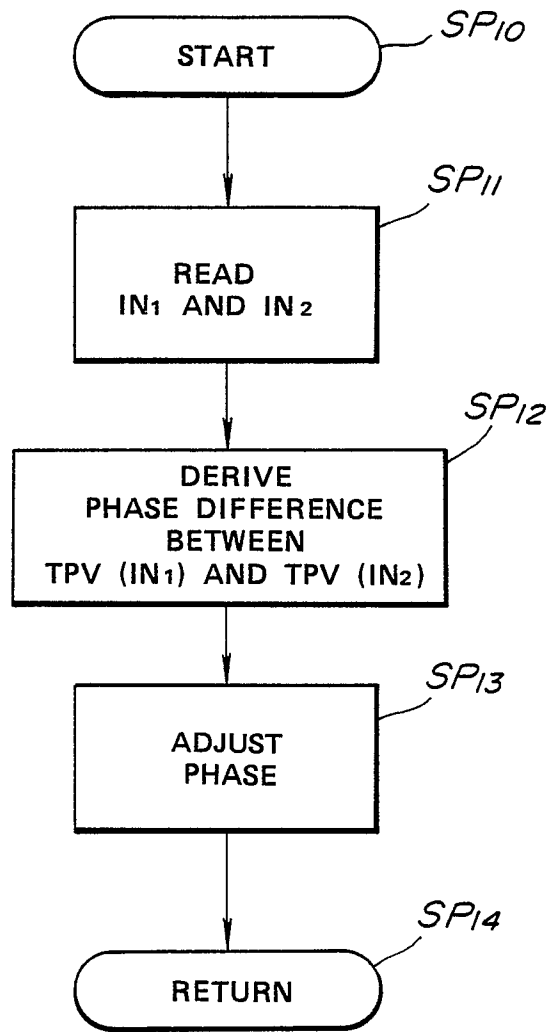 START
SP10
READ
IN1 AND IN2
SP11
DERIVE
PHASE DIFFERENCE
BETWEEN
TPV (IN1) AND TPV (IN2)
SP12
ADJUST
PHASE
SP13
RETURN
SP14